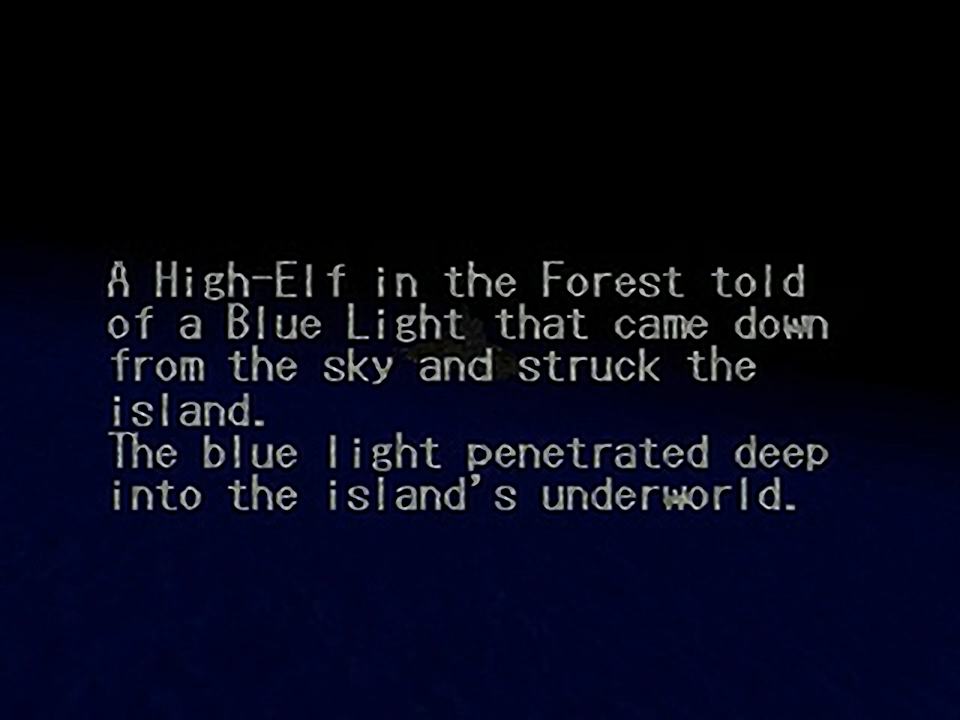 A High-Elf in the Forest told
of a Blue Light that came down
from the sky and struck the
island.
The blue light penetrated deep
into the island's underworld.